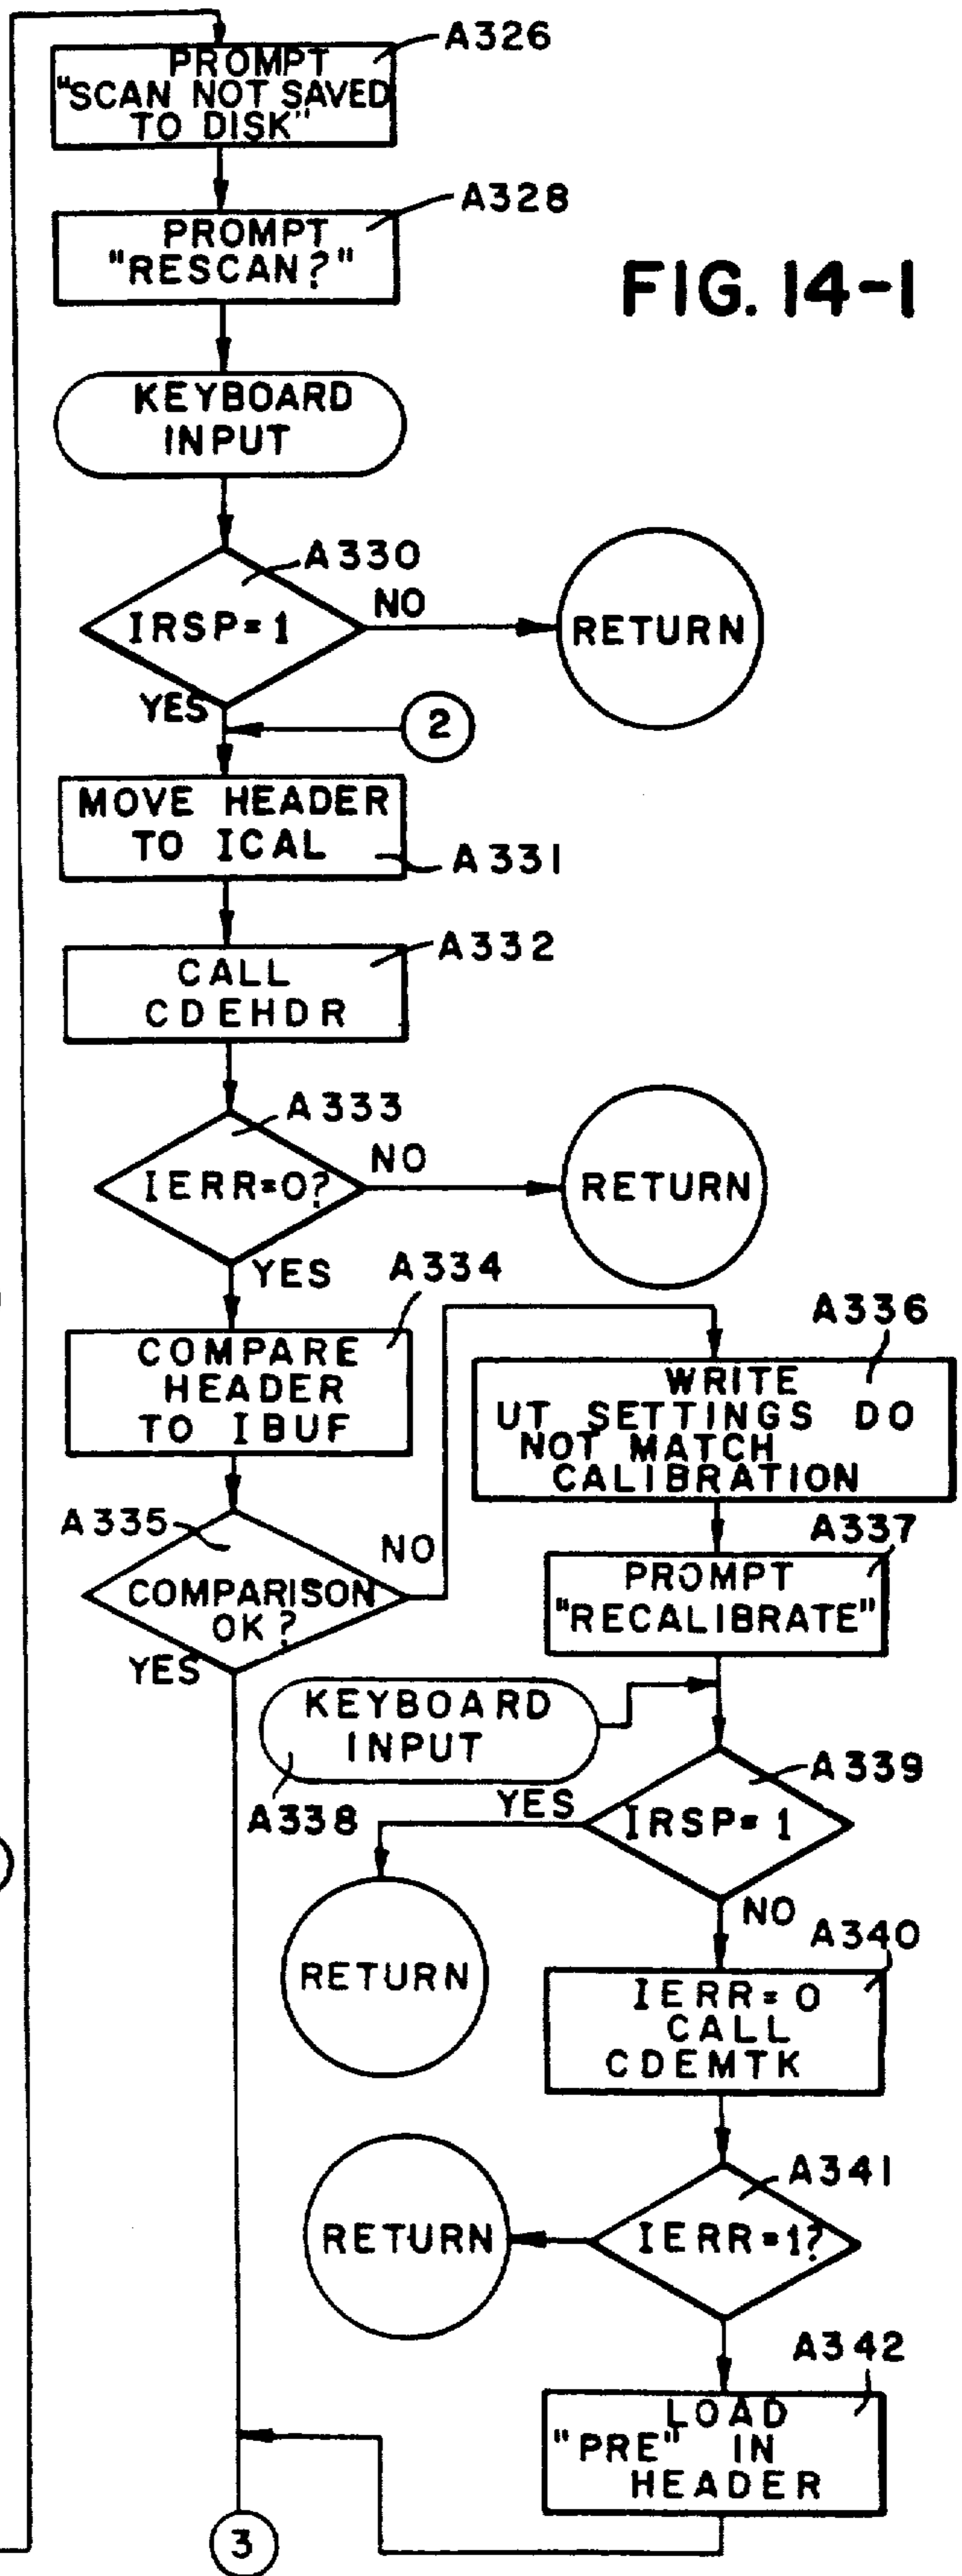 A326
PROMPT
"SCAN NOT SAVED
TO DISK"
A328
PROMPT
"RESCAN?"
FIG. 14-1
KEYBOARD
INPUT
A330
IRSP=1
NO
RETURN
YES
2
MOVE HEADER
TO ICAL
A331
A332
CALL
CDEHDR
A333
IERR=0?
NO
RETURN
YES
A334
COMPARE
HEADER
TO IBUF
A335
COMPARISON
OK?
NO
YES
A336
WRITE
UT SETTINGS DO
NOT MATCH
CALIBRATION
A337
PROMPT
"RECALIBRATE"
KEYBOARD
INPUT
A338
A339
IRSP=1
YES
RETURN
NO
A340
IERR=0
CALL
CDEMTK
A341
IERR=1?
RETURN
A342
LOAD
"PRE" IN
HEADER
3